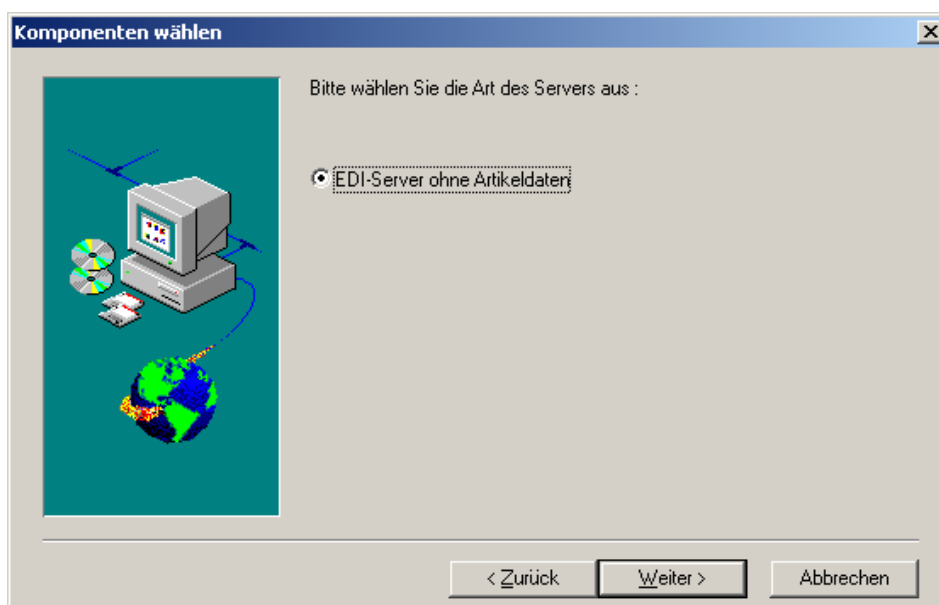 Komponenten wählen
Bitte wählen Sie die Art des Servers aus :
EDI-Server ohne Artikeldaten
< Zurück
Weiter >
Abbrechen